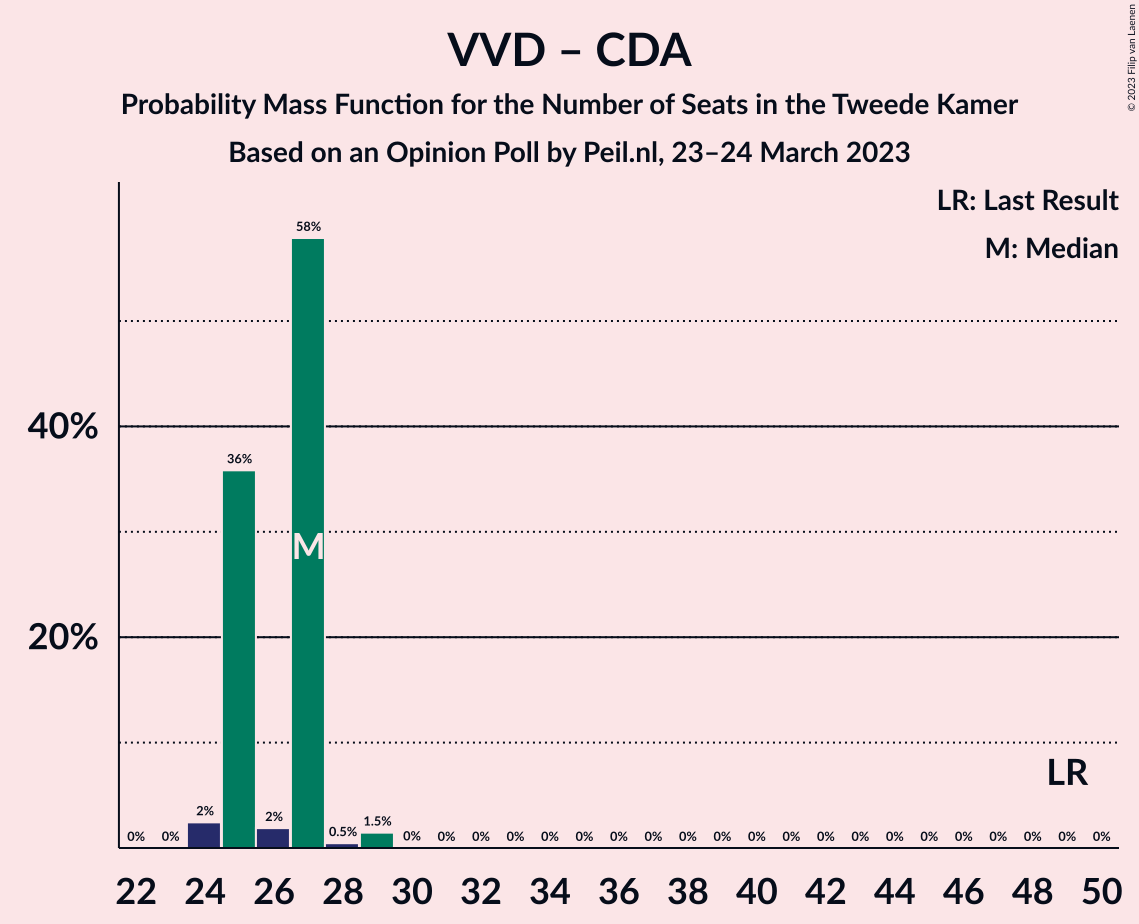 VVD – CDA
Probability Mass Function for the Number of Seats in the Tweede Kamer
Based on an Opinion Poll by Peil.nl, 23–24 March 2023
© 2023 Filip van Laenen
LR: Last Result
M: Median
58%
40%
36%
M
20%
LR
0% 0% 2% 2% 0.5% 1.5% 0% 0% 0% 0% 0% 0% 0% 0% 0% 0% 0% 0% 0% 0% 0% 0% 0% 0% 0% 0% 0%
22 24 26 28 30 32 34 36 38 40 42 44 46 48 50